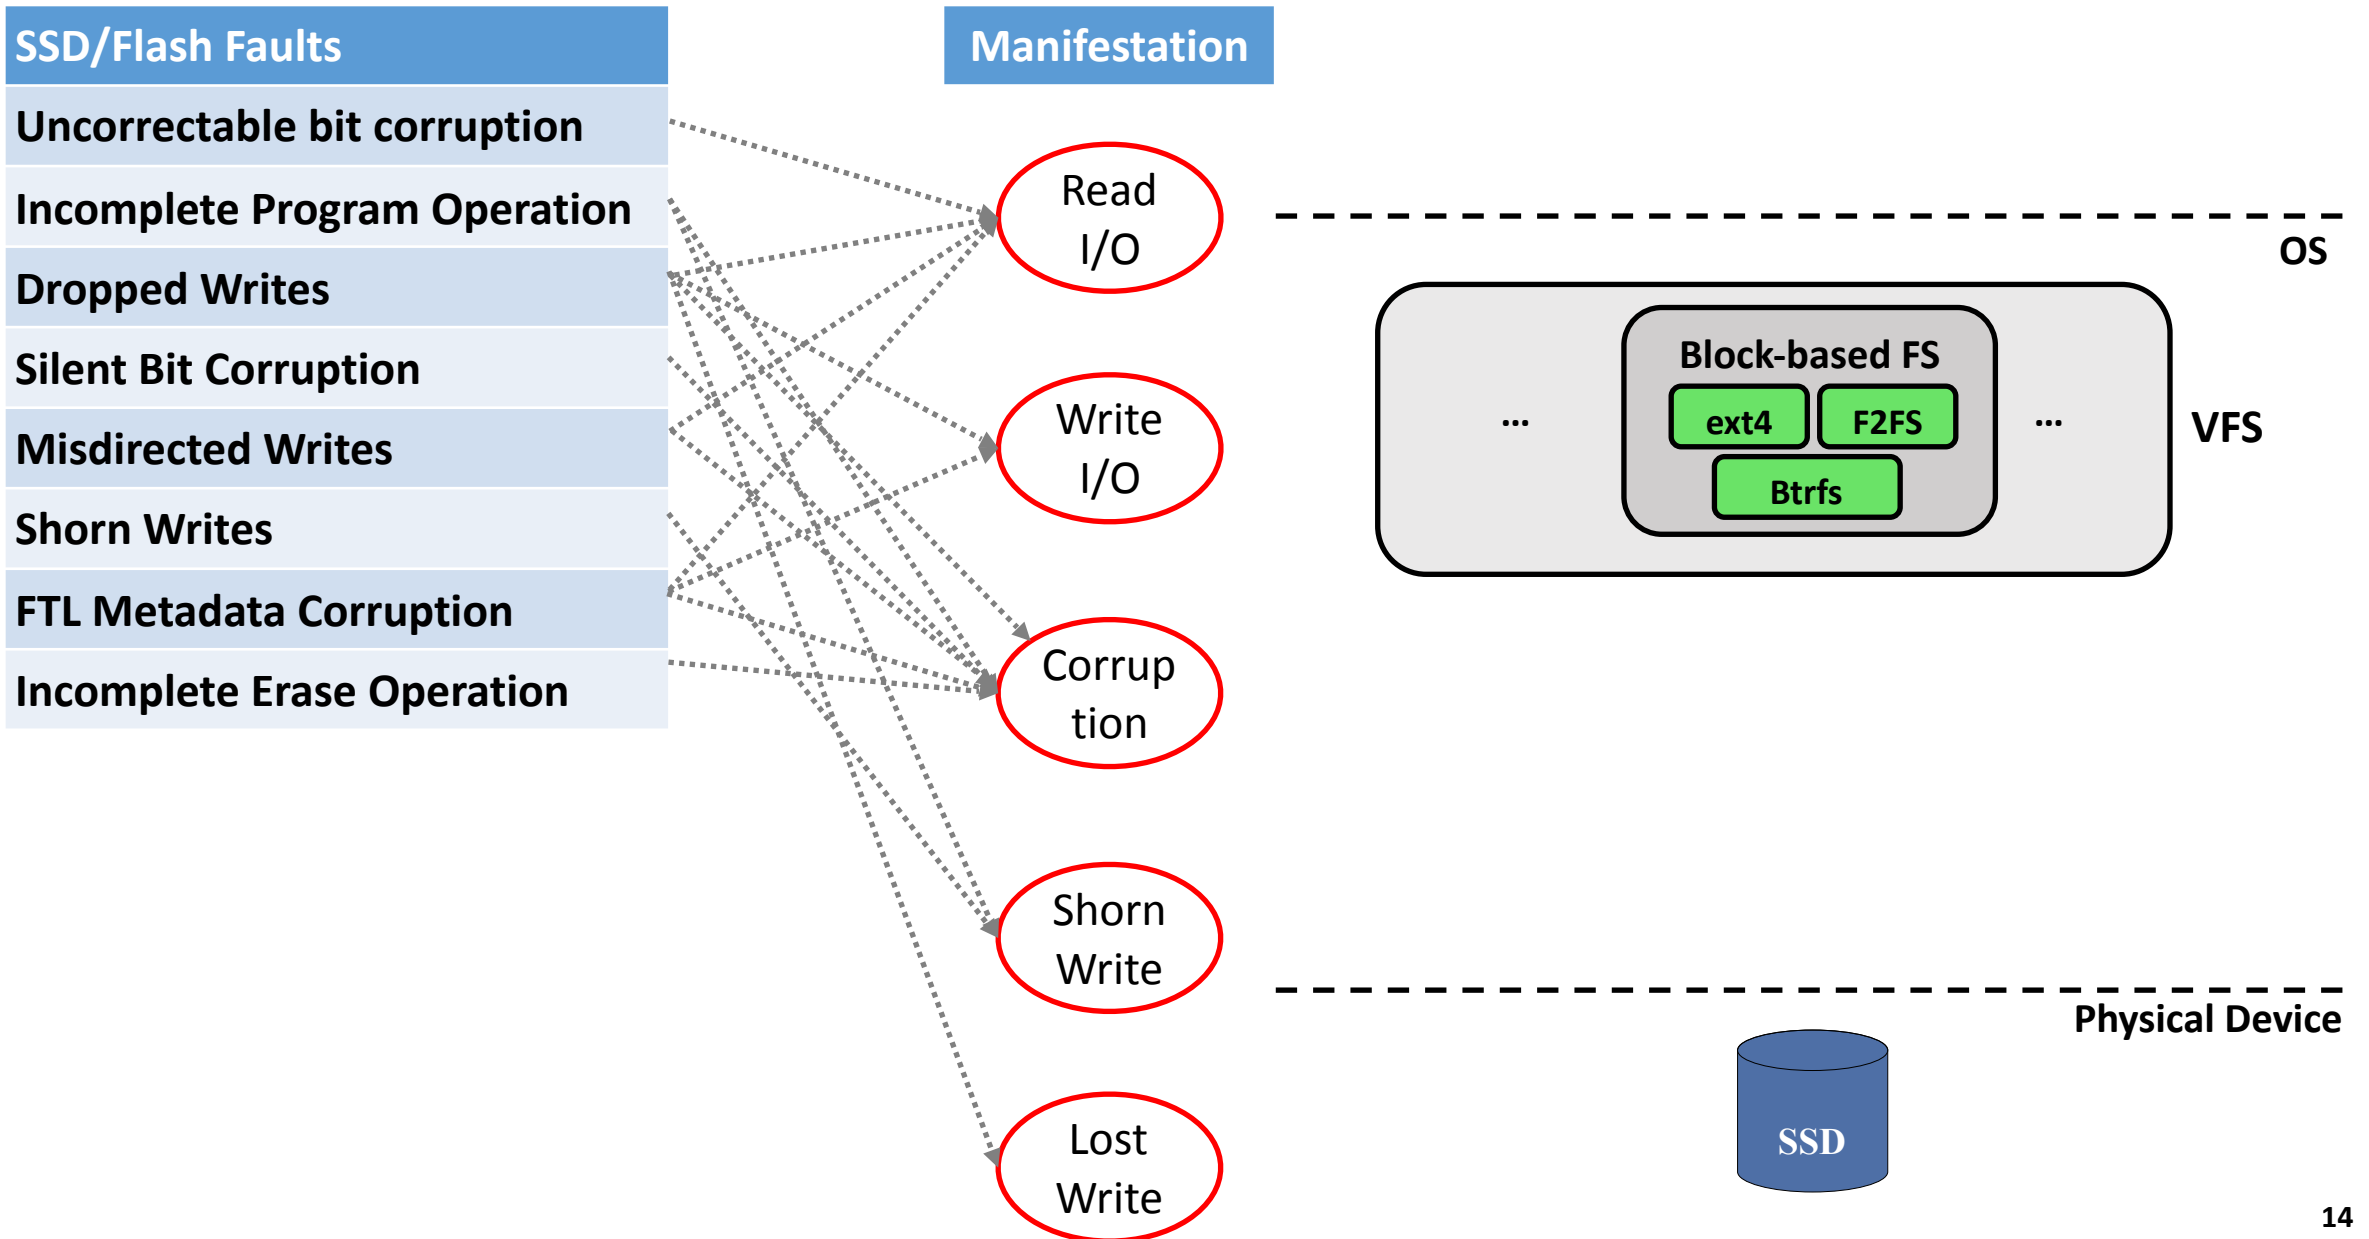 SSD/Flash Faults
Uncorrectable bit corruption
Incomplete Program Operation
Dropped Writes
Silent Bit Corruption
Misdirected Writes
Shorn Writes
FTL Metadata Corruption
Incomplete Erase Operation
Manifestation
Read
I/O
Write
I/O
Corrup
tion
Shorn
Write
Lost
Write
OS
Block-based FS
... ext4 F2FS ...
Btrfs
VFS
Physical Device
SSD
14